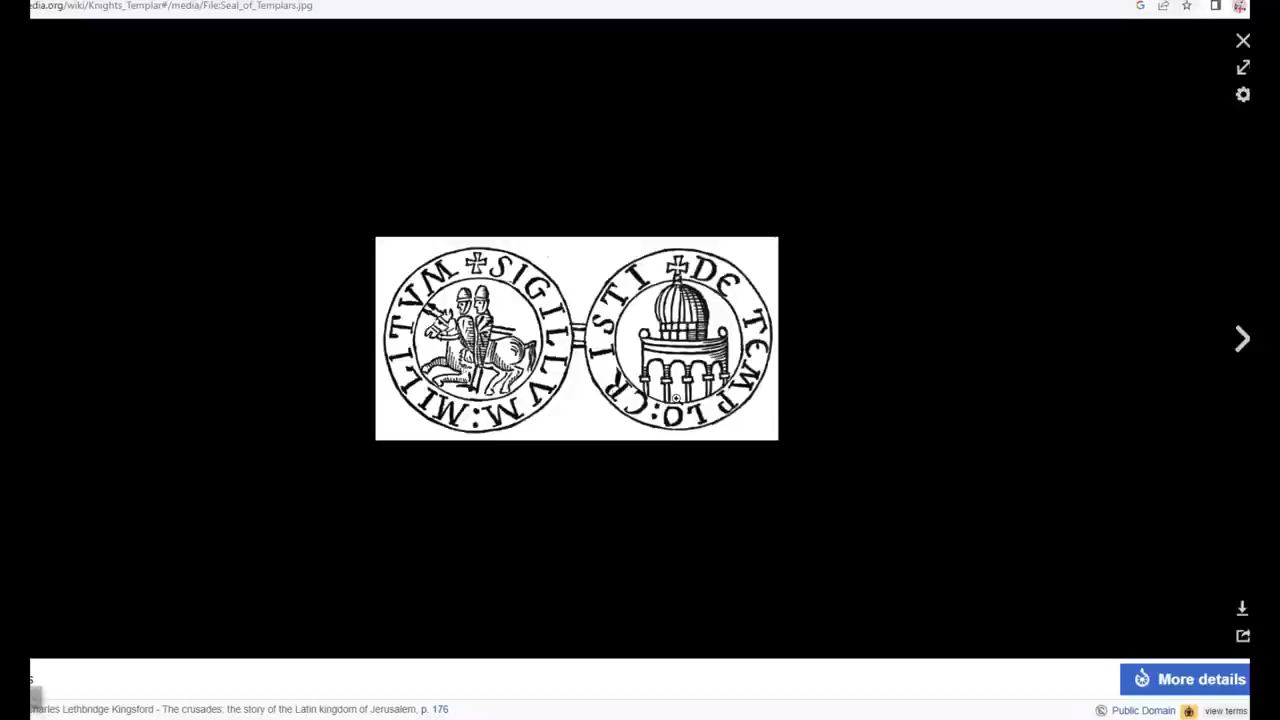 edia.org/wiki/Knights_Templar#/media/File:Seal_of_Templars.jpg
✠SIGILLVM:MILITVM
✠DE TEMPLO:CRISTI
s
More details
harles Lethbridge Kingsford - The crusades: the story of the Latin kingdom of Jerusalem, p. 176
Public Domain
view terms